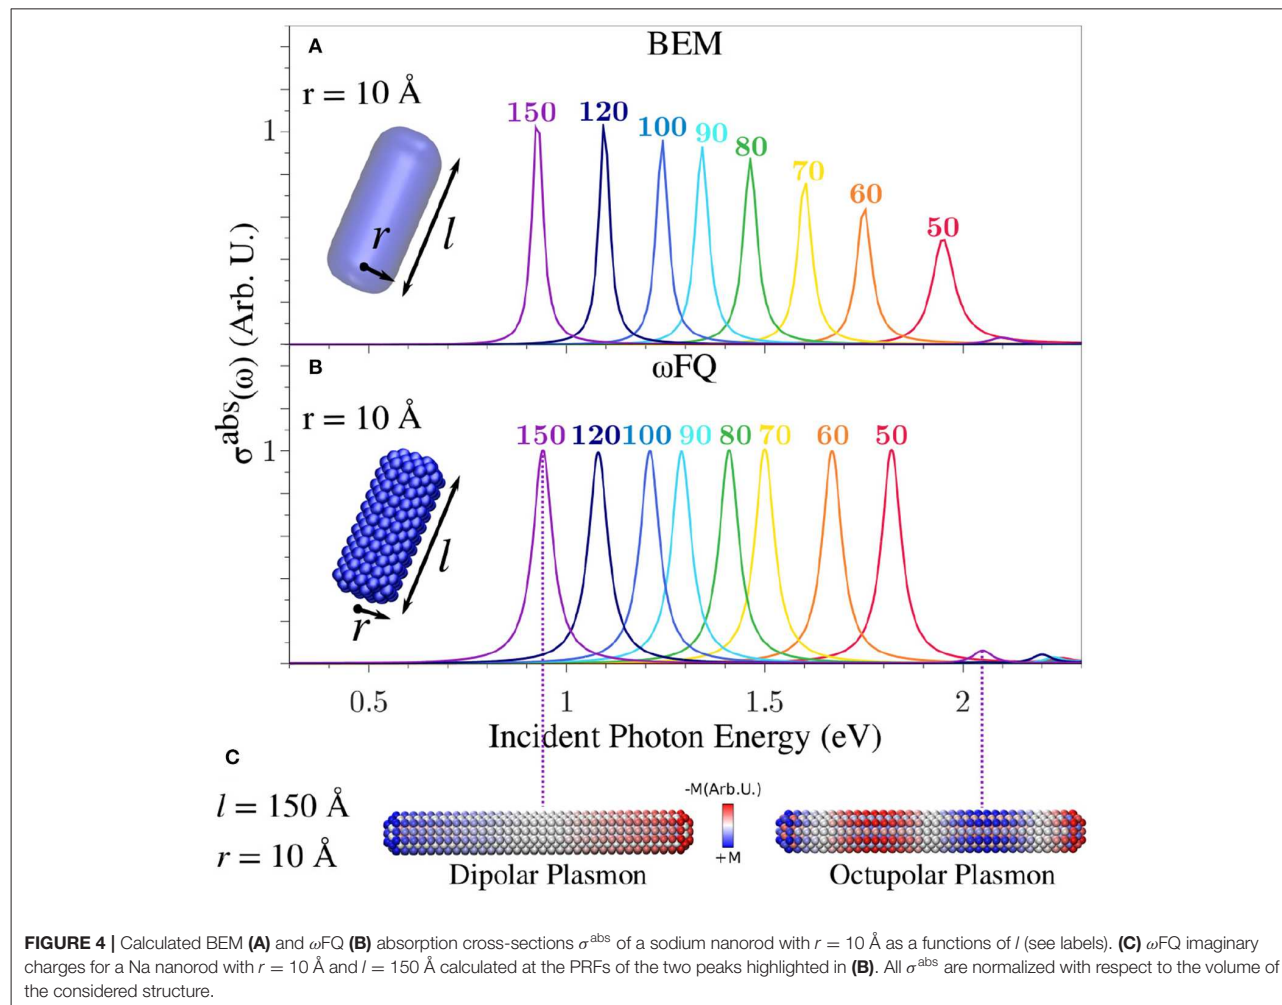 A
BEM
r = 10 Å
150
120
100
90
80
70
60
50
1
r
l
σabs(ω) (Arb. U.)
B
ωFQ
r = 10 Å
150
120
100
90
80
70
60
50
1
r
l
0.5
1
1.5
2
Incident Photon Energy (eV)
C
l = 150 Å
r = 10 Å
-M(Arb.U.)
+M
Dipolar Plasmon
Octupolar Plasmon
FIGURE 4 | Calculated BEM (A) and ωFQ (B) absorption cross-sections σabs of a sodium nanorod with r = 10 Å as a functions of l (see labels). (C) ωFQ imaginary
charges for a Na nanorod with r = 10 Å and l = 150 Å calculated at the PRFs of the two peaks highlighted in (B). All σabs are normalized with respect to the volume of
the considered structure.